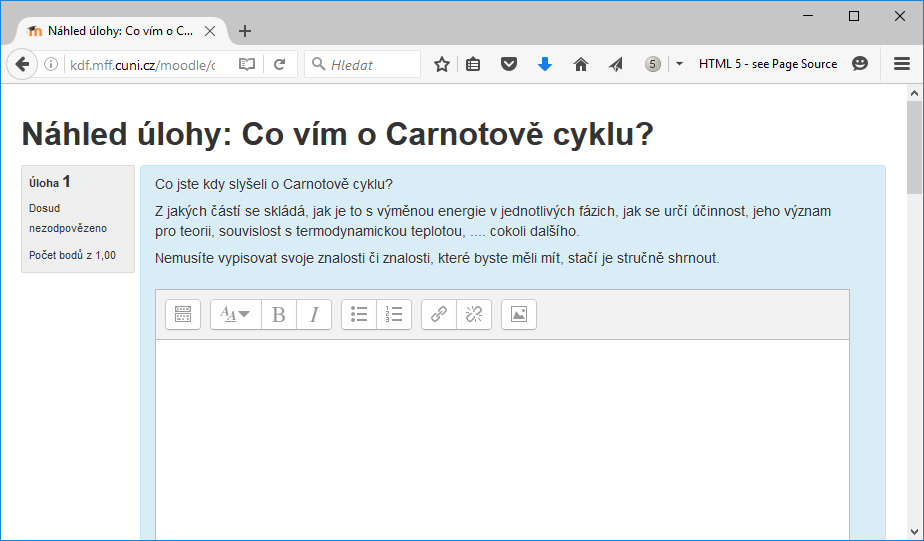 Náhled úlohy: Co vím o C...
kdf.mff.cuni.cz/moodle/c
Hledat
5
HTML 5 - see Page Source
Náhled úlohy: Co vím o Carnotově cyklu?
Úloha 1
Dosud
nezodpovězeno
Počet bodů z 1,00
Co jste kdy slyšeli o Carnotově cyklu?
Z jakých částí se skládá, jak je to s výměnou energie v jednotlivých fázich, jak se určí účinnost, jeho význam
pro teorii, souvislost s termodynamickou teplotou, .... cokoli dalšího.
Nemusíte vypisovat svoje znalosti či znalosti, které byste měli mít, stačí je stručně shrnout.